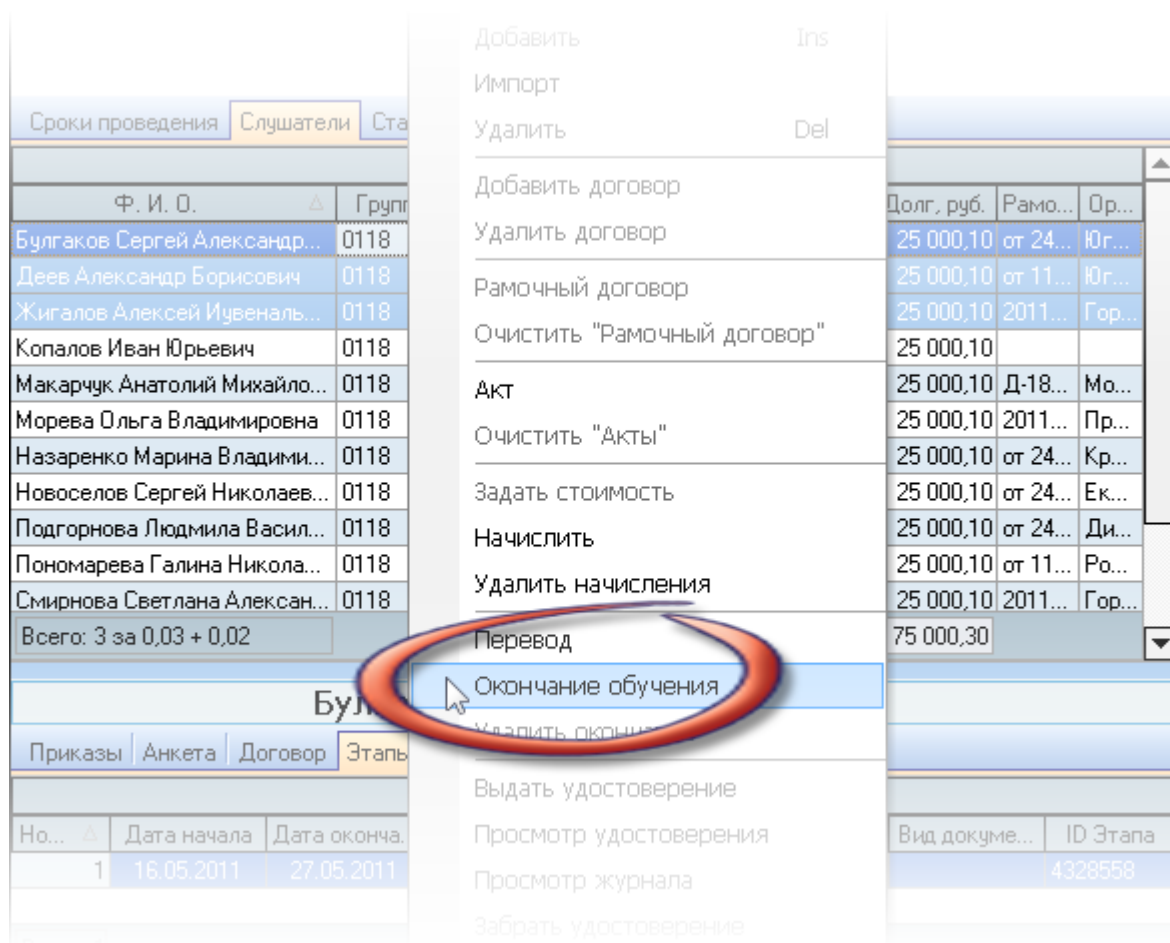 Добавить Ins
Импорт
Удалить Del
Добавить договор
Удалить договор
Рамочный договор
Очистить "Рамочный договор"
Акт
Очистить "Акты"
Задать стоимость
Начислить
Удалить начисления
Перевод
Окончание обучения
Удалить
Выдать удостоверение
Просмотр удостоверения
Просмотр журнала
Забрать удостоверение
Сроки проведения Слушатели Ста
Ф. И. О. Групп Долг, руб. Рамо... Ор...
Булгаков Сергей Александр... 0118 25 000,10 от 24... Юг...
Деев Александр Борисович 0118 25 000,10 от 11... Юг...
Жигалов Алексей Иувеналь... 0118 25 000,10 2011... Гор...
Копалов Иван Юрьевич 0118 25 000,10
Макарчук Анатолий Михайло... 0118 25 000,10 Д-18... Мо...
Морева Ольга Владимировна 0118 25 000,10 2011... Пр...
Назаренко Марина Владими... 0118 25 000,10 от 24... Кр...
Новоселов Сергей Николаев... 0118 25 000,10 от 24... Ек...
Подгорнова Людмила Васил... 0118 25 000,10 от 24... Ди...
Пономарева Галина Никола... 0118 25 000,10 от 11... Ро...
Смирнова Светлана Алексан... 0118 25 000,10 2011... Гор...
Всего: 3 за 0,03 + 0,02 75 000,30
Приказы Анкета Договор Этапы
Но... Дата начала Дата оконча. Вид докуме... ID Этапа
1 16.05.2011 27.05.2011 4328558